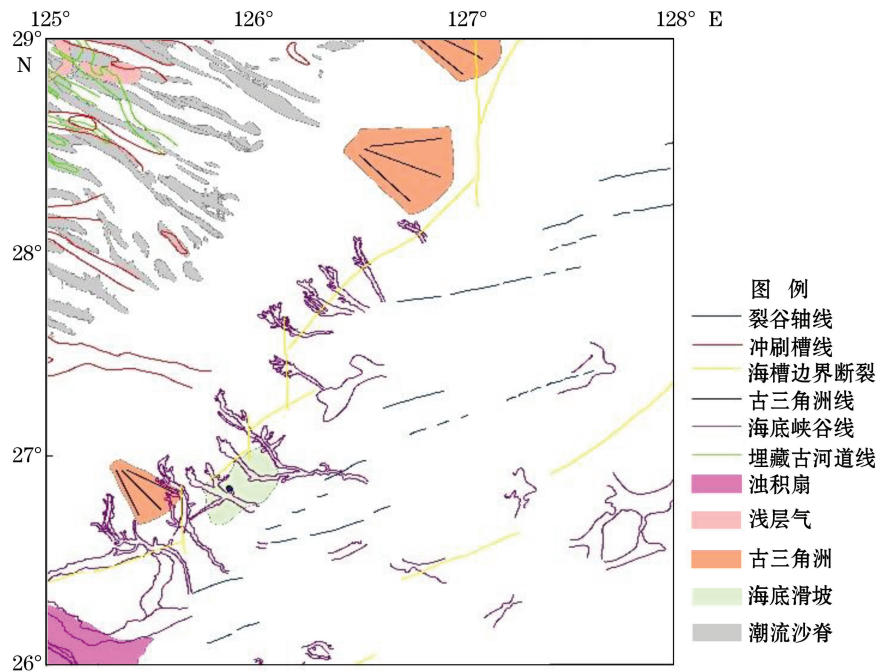 125° 126° 127° 128° E
29°
N
28°
27°
26°
图 例
裂谷轴线
冲刷槽线
海槽边界断裂
古三角洲线
海底峡谷线
埋藏古河道线
浊积扇
浅层气
古三角洲
海底滑坡
潮流沙脊